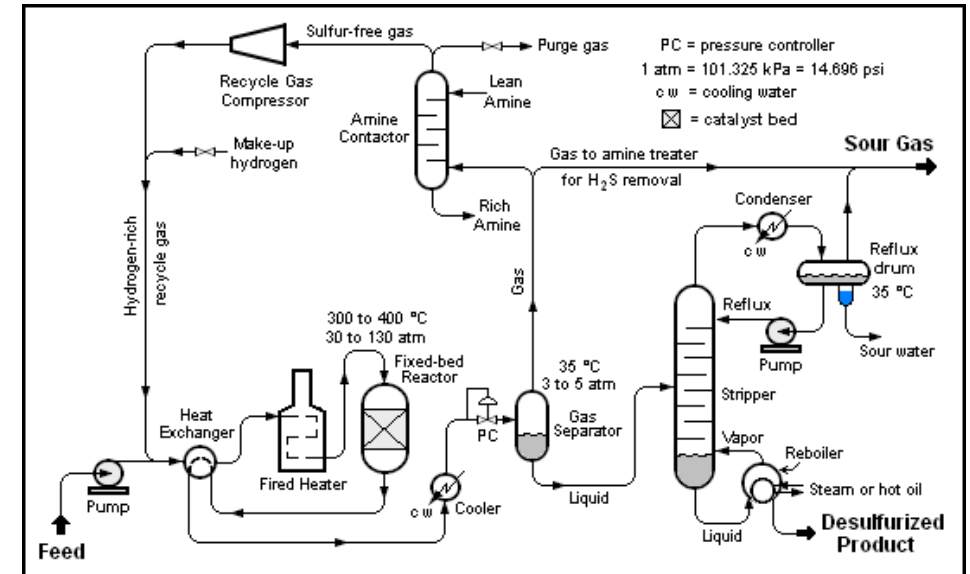 Sulfur-free gas
Purge gas
PC = pressure controller
1 atm = 101.325 kPa = 14.696 psi
c w = cooling water
= catalyst bed
Recycle Gas
Compressor
Lean
Amine
Amine
Contactor
Make-up
hydrogen
Gas to amine treater
for H₂S removal
Sour Gas
Rich
Amine
Condenser
c w
Reflux
drum
35 ºC
Hydrogen-rich
recycle gas
Gas
Reflux
Pump
Sour water
300 to 400 ºC
30 to 130 atm
Fixed-bed
Reactor
35 ºC
3 to 5 atm
Gas
Separator
Stripper
Heat
Exchanger
PC
Vapor
Reboiler
Fired Heater
Steam or hot oil
Pump
c w
Cooler
Liquid
Liquid
Feed
Desulfurized
Product